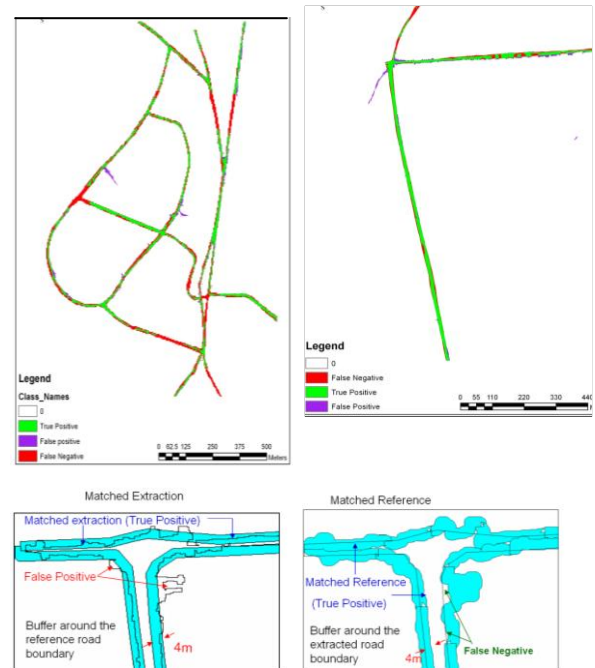 Legend
Class_Names
0
True Positive
False positive
False Negative
0 62.5 125 250 375 500
Meters
Legend
0
False Negative
True Positive
False Positive
0 55 110 220 330 440
Matched Extraction
Matched extraction (True Positive)
False Positive
Buffer around the
reference road
boundary
4m
Matched Reference
Matched Reference
(True Positive)
Buffer around the
extracted road
boundary
4m
False Negative